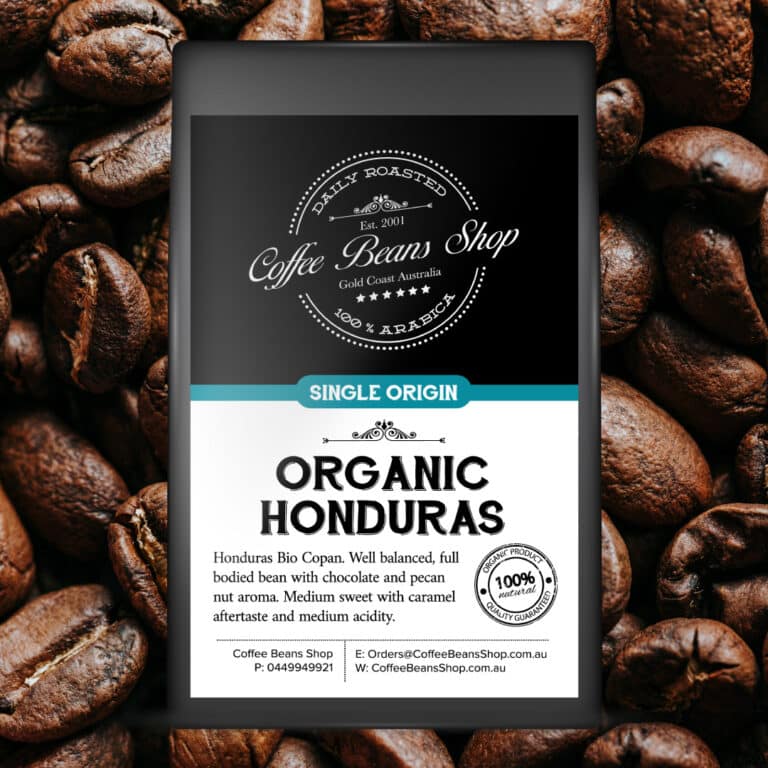 DAILY ROASTED
Est. 2001
Coffee Beans Shop
Gold Coast Australia
100 % ARABICA
SINGLE ORIGIN
ORGANIC
HONDURAS
Honduras Bio Copan. Well balanced, full
bodied bean with chocolate and pecan
nut aroma. Medium sweet with caramel
aftertaste and medium acidity.
ORGANIC PRODUCT
100%
natural
QUALITY GUARANTEED
Coffee Beans Shop
P: 0449949921
E: Orders@CoffeeBeansShop.com.au
W: CoffeeBeansShop.com.au